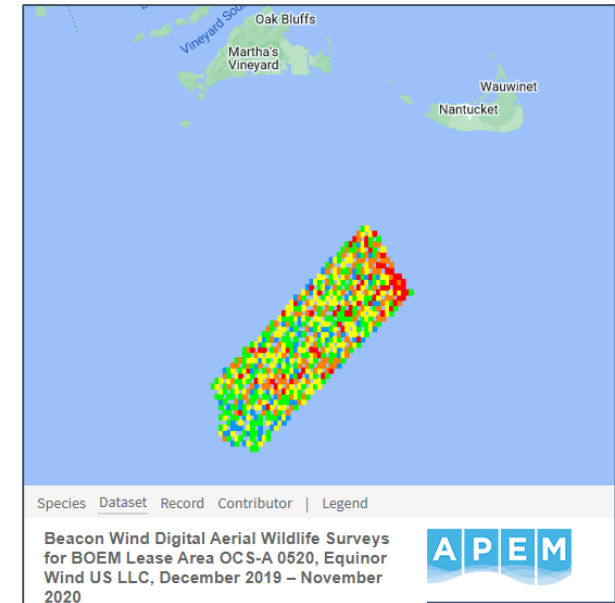 Oak Bluffs
Vineyard Sou
Martha's
Vineyard
Wauwinet
Nantucket
Species Dataset Record Contributor | Legend
Beacon Wind Digital Aerial Wildlife Surveys
for BOEM Lease Area OCS-A 0520, Equinor
Wind US LLC, December 2019 – November
2020
APEM